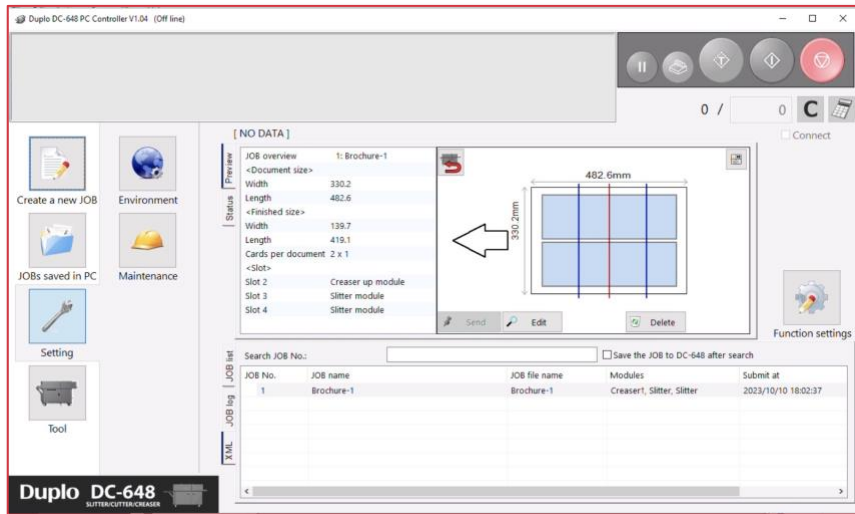 Duplo DC-648 PC Controller V1.04 (Off line)
0 / 0 C
Connect
Create a new JOB
JOBs saved in PC
Setting
Tool
Environment
Maintenance
[ NO DATA ]
Preview
Status
JOB overview 1: Brochure-1
<Document size>
Width 330.2
Length 482.6
<Finished size>
Width 139.7
Length 419.1
Cards per document 2 x 1
<Slot>
Slot 2 Creaser up module
Slot 3 Slitter module
Slot 4 Slitter module
482.6mm
330.2mm
Send
Edit
Delete
Function settings
JOB list
JOB log
XML
Search JOB No.:
Save the JOB to DC-648 after search
JOB No. JOB name JOB file name Modules Submit at
1 Brochure-1 Brochure-1 Creaser1, Slitter, Slitter 2023/10/10 18:02:37
Duplo DC-648
SLITTER/CUTTER/CREASER